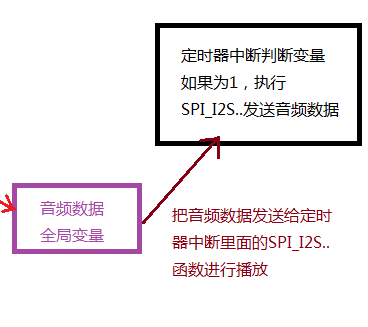 定时器中断判断变量
如果为1，执行
SPI_I2S..发送音频数据
音频数据
全局变量
把音频数据发送给定时
器中断里面的SPI_I2S..
函数进行播放